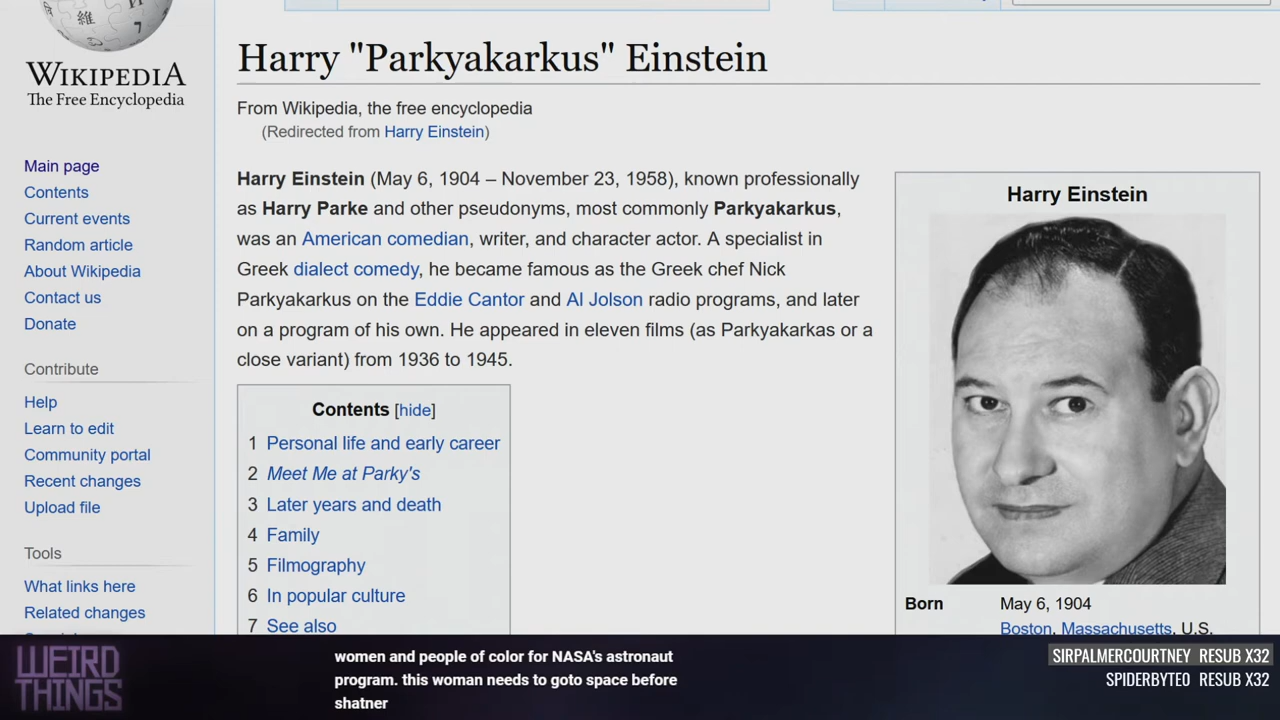 Harry "Parkyakarkus" Einstein
WIKIPEDIA
The Free Encyclopedia
From Wikipedia, the free encyclopedia
(Redirected from Harry Einstein)
Main page
Contents
Current events
Random article
About Wikipedia
Contact us
Donate
Contribute
Help
Learn to edit
Community portal
Recent changes
Upload file
Tools
What links here
Related changes
Harry Einstein (May 6, 1904 – November 23, 1958), known professionally
as Harry Parke and other pseudonyms, most commonly Parkyakarkus,
was an American comedian, writer, and character actor. A specialist in
Greek dialect comedy, he became famous as the Greek chef Nick
Parkyakarkus on the Eddie Cantor and Al Jolson radio programs, and later
on a program of his own. He appeared in eleven films (as Parkyakarkas or a
close variant) from 1936 to 1945.
Contents [hide]
1 Personal life and early career
2 Meet Me at Parky's
3 Later years and death
4 Family
5 Filmography
6 In popular culture
7 See also
Harry Einstein
Born May 6, 1904
Boston, Massachusetts, U.S.
WEIRD
THINGS
women and people of color for NASA's astronaut
program. this woman needs to goto space before
shatner
SIRPALMERCOURTNEY RESUB X32
SPIDERBYTE0 RESUB X32